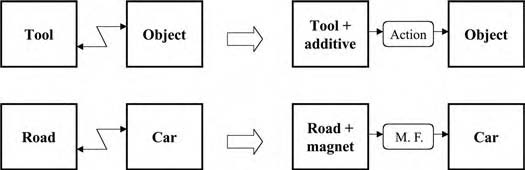 Tool
Object
Tool +
additive
Action
Object
Road
Car
Road +
magnet
M. F.
Car